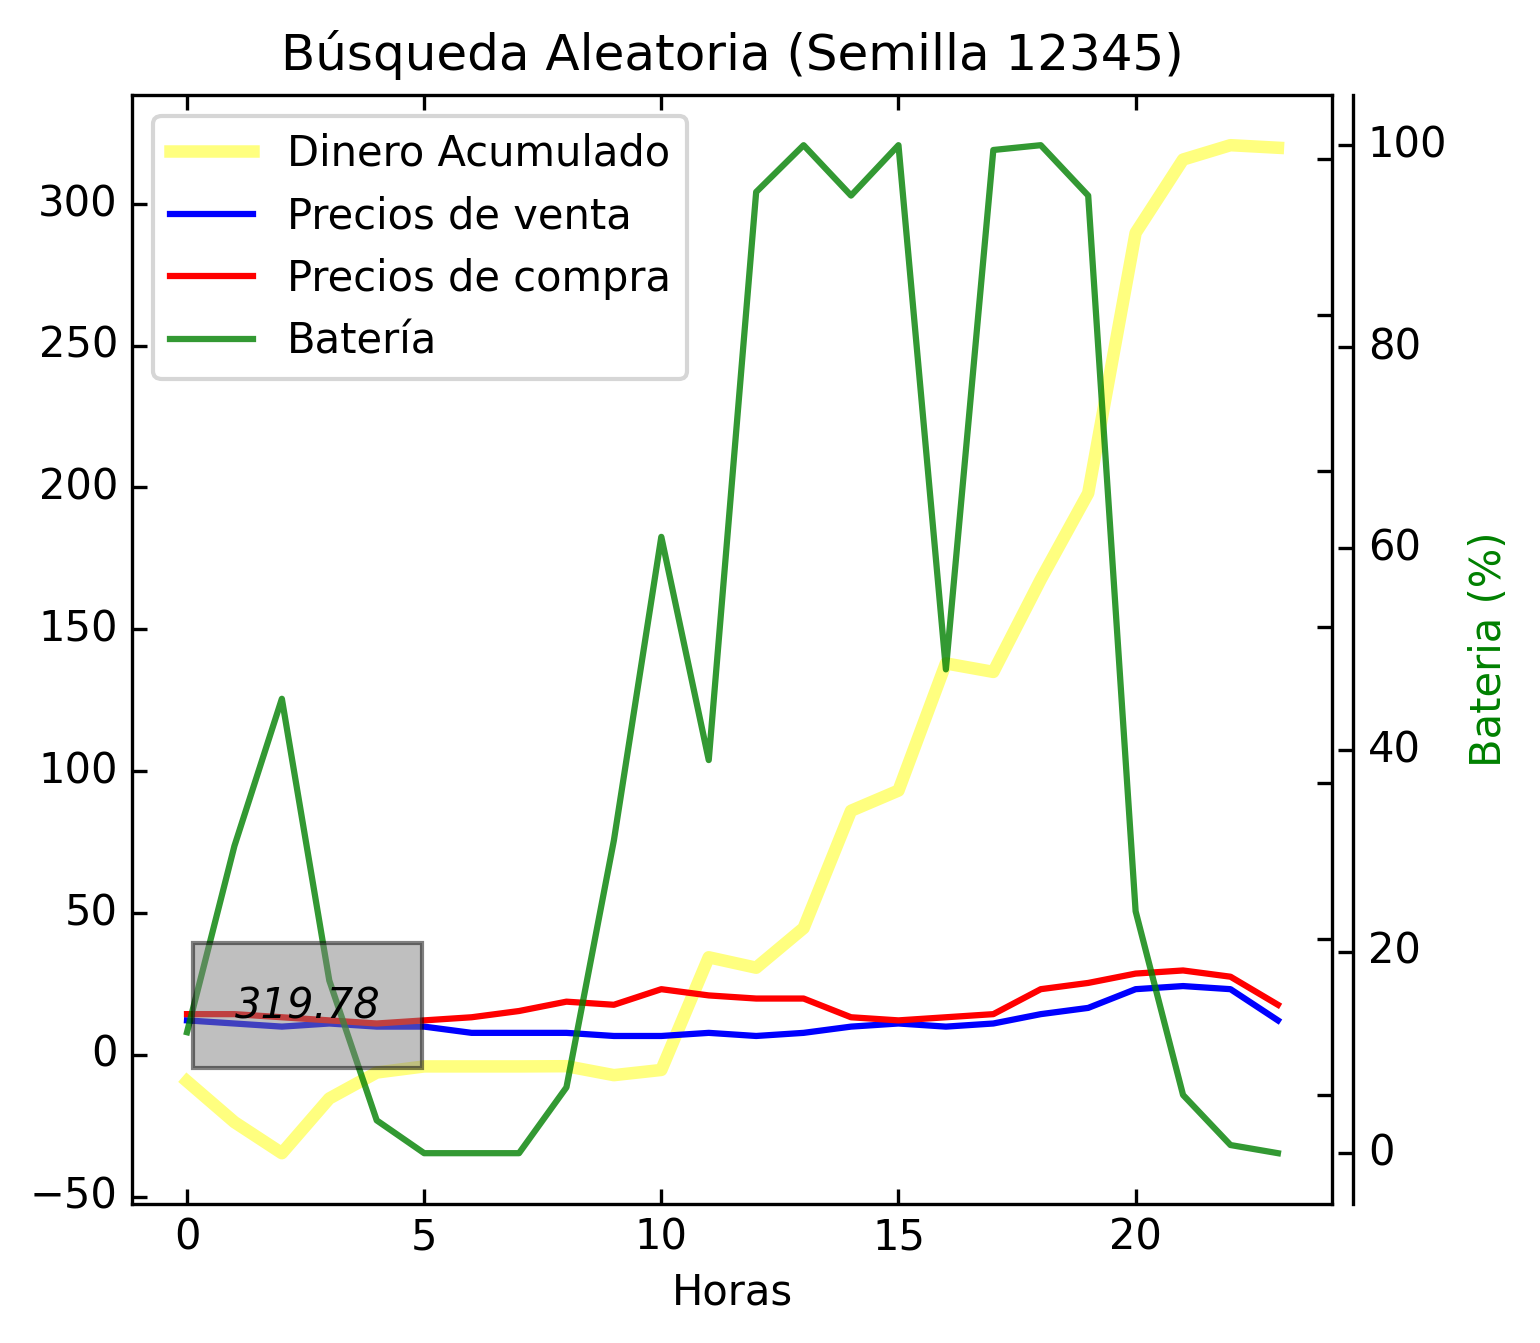 Búsqueda Aleatoria (Semilla 12345)
Dinero Acumulado
Precios de venta
Precios de compra
Batería
300
250
200
150
100
50
0
−50
319.78
100
80
60
40
20
0
Bateria (%)
0 5 10 15 20
Horas